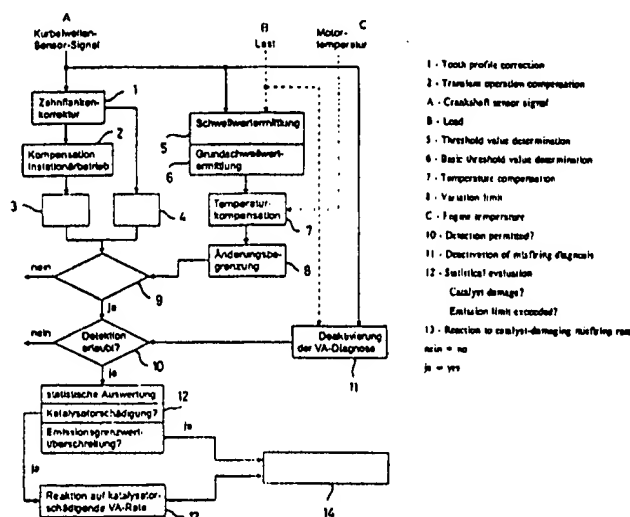 A
Kurbelwellen-
Sensor-Signal
B
Last
Motor-
temperatur
C
Zahnflanken-
korrektur
1
2
Kompensation
Instationärbetrieb
3
4
Schwellwertermittlung
5
Grundschwellwert-
ermittlung
6
Temperatur-
kompensation
7
Änderungsbe-
grenzung
8
nein
9
ja
nein
Detektion
erlaubt?
10
ja
Deaktivierung
der VA-Diagnose
11
statistische Auswertung
12
Katalysatorschädigung?
Emissionsgrenzwert-
überschreitung?
ja
ja
Reaktion auf katalysator-
schädigende VA-Rate
13
14
1 - Tooth profile correction
2 - Transient operation compensation
A - Crankshaft sensor signal
B - Load
5 - Threshold value determination
6 - Basic threshold value determination
7 - Temperature compensation
8 - Variation limit
C - Engine temperature
10 - Detection permitted?
11 - Deactivation of misfiring diagnosis
12 - Statistical evaluation
Catalyst damage?
Emission limit exceeded?
13 - Reaction to catalyst-damaging misfiring
nein = no
ja = yes